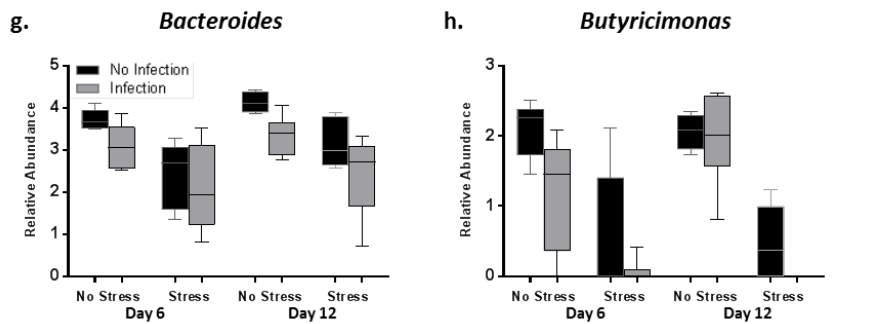 g. Bacteroides
5
4
3
2
1
0
Relative Abundance
No Infection
Infection
No Stress Stress No Stress Stress
Day 6 Day 12
h. Butyricimonas
3
2
1
0
Relative Abundance
No Stress Stress No Stress Stress
Day 6 Day 12